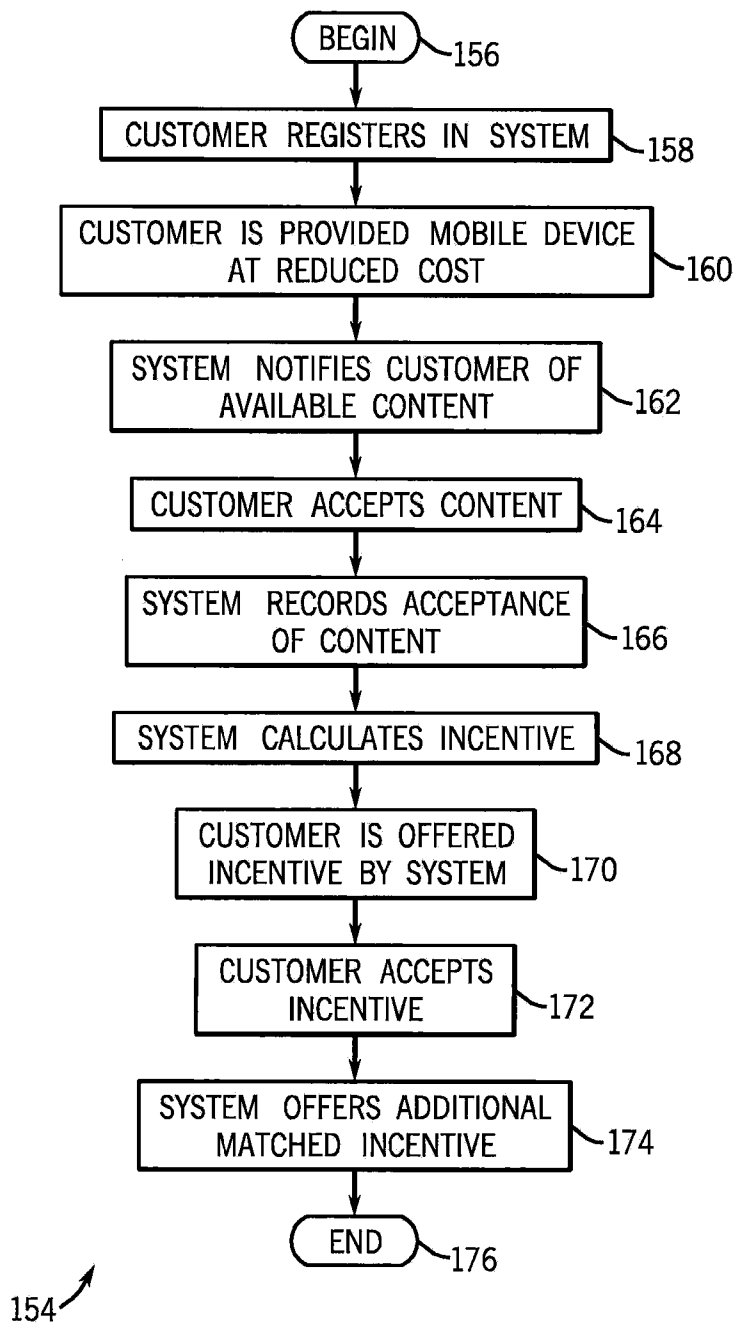 BEGIN
156
CUSTOMER REGISTERS IN SYSTEM
158
CUSTOMER IS PROVIDED MOBILE DEVICE
AT REDUCED COST
160
SYSTEM NOTIFIES CUSTOMER OF
AVAILABLE CONTENT
162
CUSTOMER ACCEPTS CONTENT
164
SYSTEM RECORDS ACCEPTANCE
OF CONTENT
166
SYSTEM CALCULATES INCENTIVE
168
CUSTOMER IS OFFERED
INCENTIVE BY SYSTEM
170
CUSTOMER ACCEPTS
INCENTIVE
172
SYSTEM OFFERS ADDITIONAL
MATCHED INCENTIVE
174
END
176
154